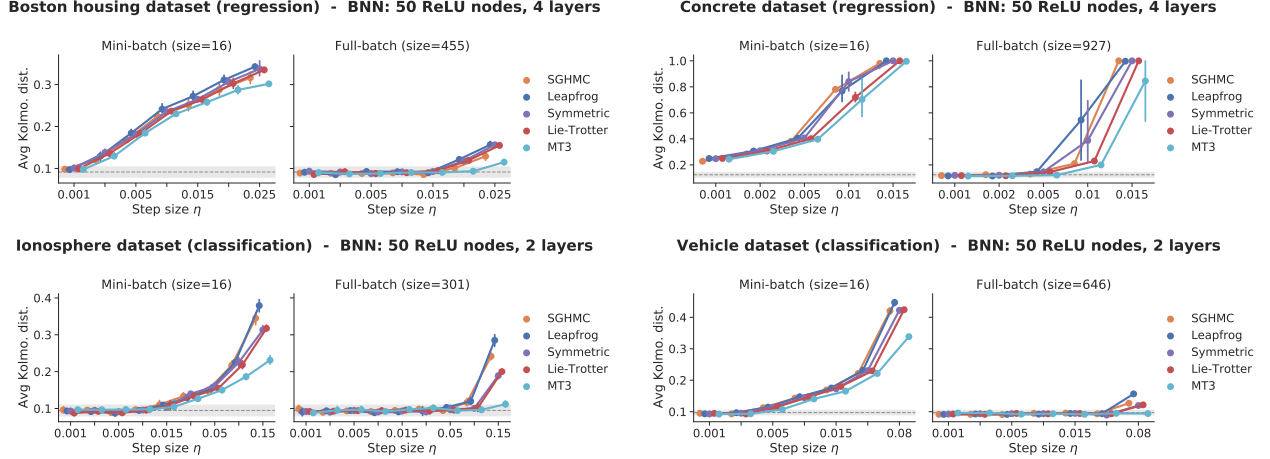 Boston housing dataset (regression)  -  BNN: 50 ReLU nodes, 4 layers
Mini-batch (size=16)
Full-batch (size=455)
Avg Kolmo. dist.
0.3
0.2
0.1
0.001 0.005 0.015 0.025
0.001 0.005 0.015 0.025
Step size η
Step size η
SGHMC
Leapfrog
Symmetric
Lie-Trotter
MT3
Concrete dataset (regression)  -  BNN: 50 ReLU nodes, 4 layers
Mini-batch (size=16)
Full-batch (size=927)
Avg Kolmo. dist.
1.0
0.8
0.6
0.4
0.2
0.001 0.002 0.005 0.01 0.015
0.001 0.002 0.005 0.01 0.015
Step size η
Step size η
SGHMC
Leapfrog
Symmetric
Lie-Trotter
MT3
Ionosphere dataset (classification)  -  BNN: 50 ReLU nodes, 2 layers
Mini-batch (size=16)
Full-batch (size=301)
Avg Kolmo. dist.
0.4
0.3
0.2
0.1
0.001 0.005 0.015 0.05 0.15
0.001 0.005 0.015 0.05 0.15
Step size η
Step size η
SGHMC
Leapfrog
Symmetric
Lie-Trotter
MT3
Vehicle dataset (classification)  -  BNN: 50 ReLU nodes, 2 layers
Mini-batch (size=16)
Full-batch (size=646)
Avg Kolmo. dist.
0.4
0.3
0.2
0.1
0.001 0.005 0.015 0.08
0.001 0.005 0.015 0.08
Step size η
Step size η
SGHMC
Leapfrog
Symmetric
Lie-Trotter
MT3